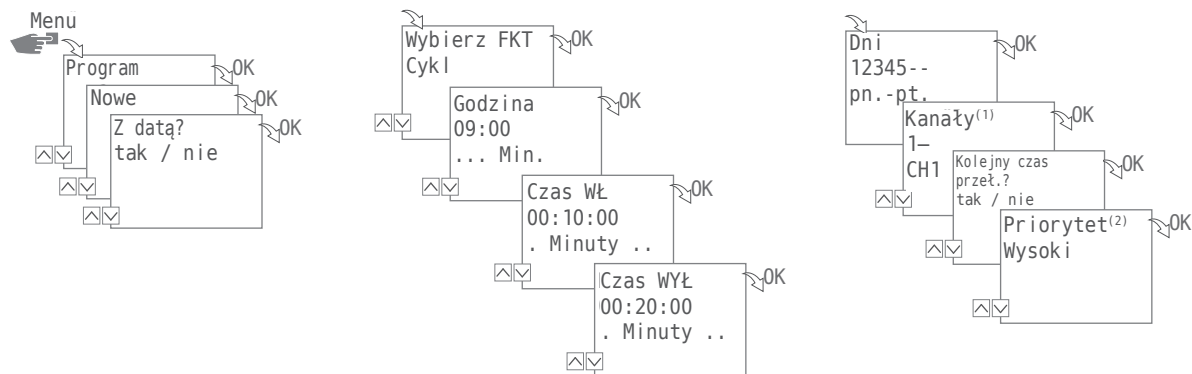 Menu
Program
OK
Nowe
OK
Z datą?
OK
tak / nie
Wybierz FKT
OK
Cykl
Godzina
OK
09:00
... Min.
Czas WŁ
OK
00:10:00
. Minuty ..
Czas WYŁ
OK
00:20:00
. Minuty ..
Dni
OK
12345--
pn.-pt.
Kanały(1)
OK
1—
CH1
Kolejny czas
OK
przeł.?
tak / nie
Priorytet(2)
OK
Wysoki